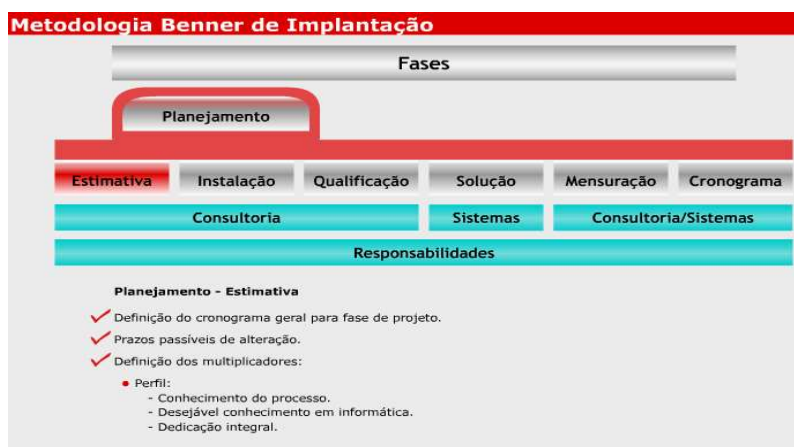 Metodologia Benner de Implantação
Fases
Planejamento
Estimativa Instalação Qualificação Solução Mensuração Cronograma
Consultoria Sistemas Consultoria/Sistemas
Responsabilidades
Planejamento - Estimativa
Definição do cronograma geral para fase de projeto.
Prazos passíveis de alteração.
Definição dos multiplicadores:
• Perfil:
- Conhecimento do processo.
- Desejável conhecimento em informática.
- Dedicação integral.